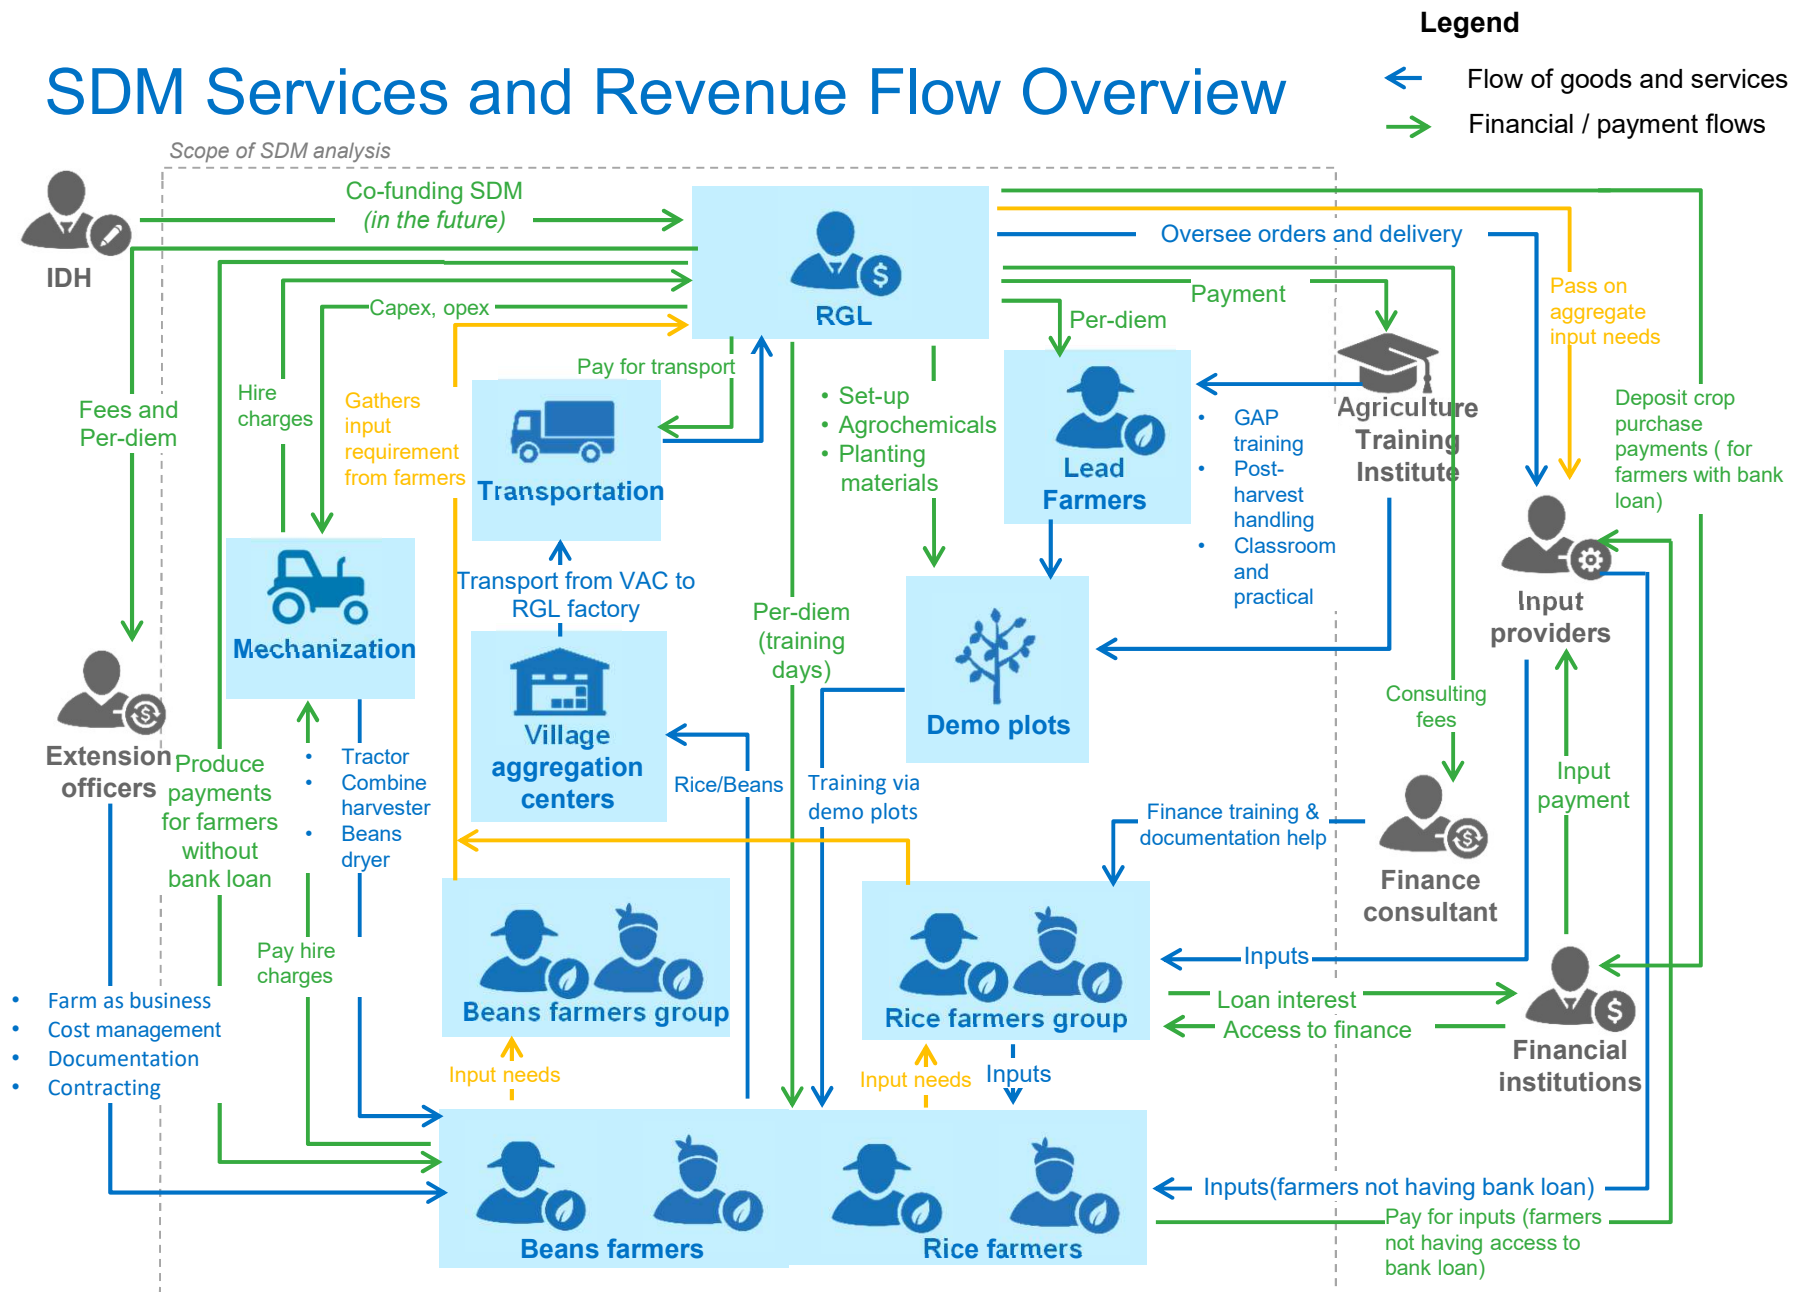 Legend
Flow of goods and services
Financial / payment flows
SDM Services and Revenue Flow Overview
Scope of SDM analysis
IDH
Co-funding SDM
(in the future)
RGL
Oversee orders and delivery
Pass on
aggregate
input needs
Payment
Per-diem
Capex, opex
Pay for transport
Hire
charges
Gathers
input
requirement
from farmers
Fees and
Per-diem
Transportation
• Set-up
• Agrochemicals
• Planting
materials
Lead
Farmers
• GAP
training
• Post-
harvest
handling
• Classroom
and
practical
Agriculture
Training
Institute
Deposit crop
purchase
payments ( for
farmers with bank
loan)
Mechanization
Transport from VAC to
RGL factory
Village
aggregation
centers
Per-diem
(training
days)
Demo plots
Input
providers
Consulting
fees
Input
payment
Extension
officers
Produce
payments
for farmers
without
bank loan
• Tractor
• Combine
harvester
• Beans
dryer
Rice/Beans
Training via
demo plots
Finance training &
documentation help
Finance
consultant
Pay hire
charges
Beans farmers group
Rice farmers group
Inputs
Loan interest
Access to finance
Financial
institutions
• Farm as business
• Cost management
• Documentation
• Contracting
Input needs
Input needs
Inputs
Beans farmers
Rice farmers
Inputs(farmers not having bank loan)
Pay for inputs (farmers
not having access to
bank loan)